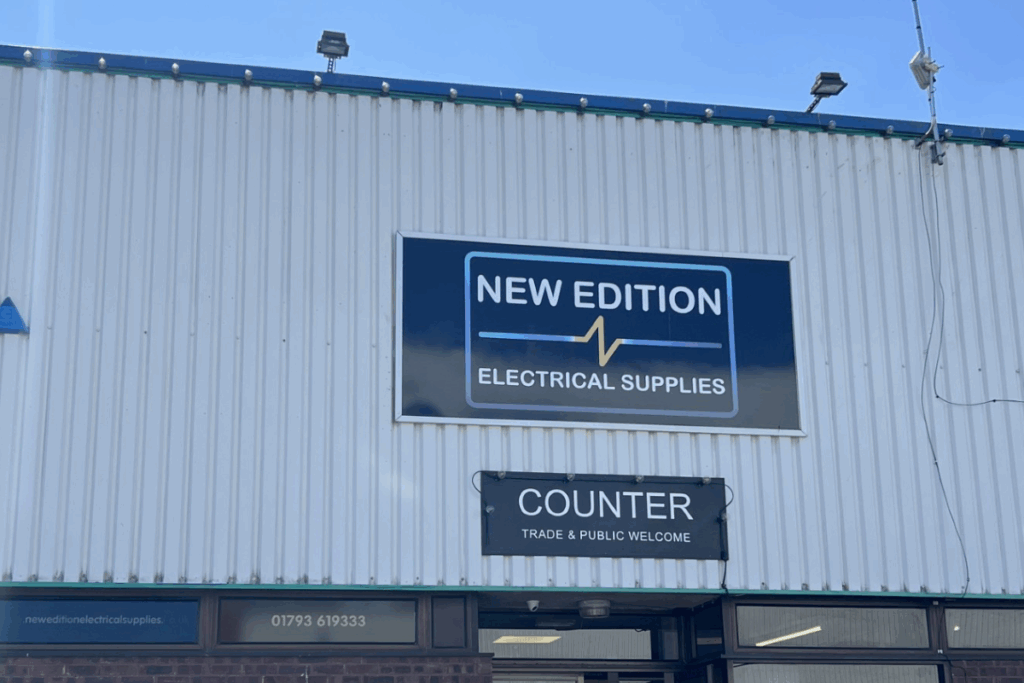 NEW EDITION
ELECTRICAL SUPPLIES
COUNTER
TRADE & PUBLIC WELCOME
neweditionelectricalsupplies.
01793 619333